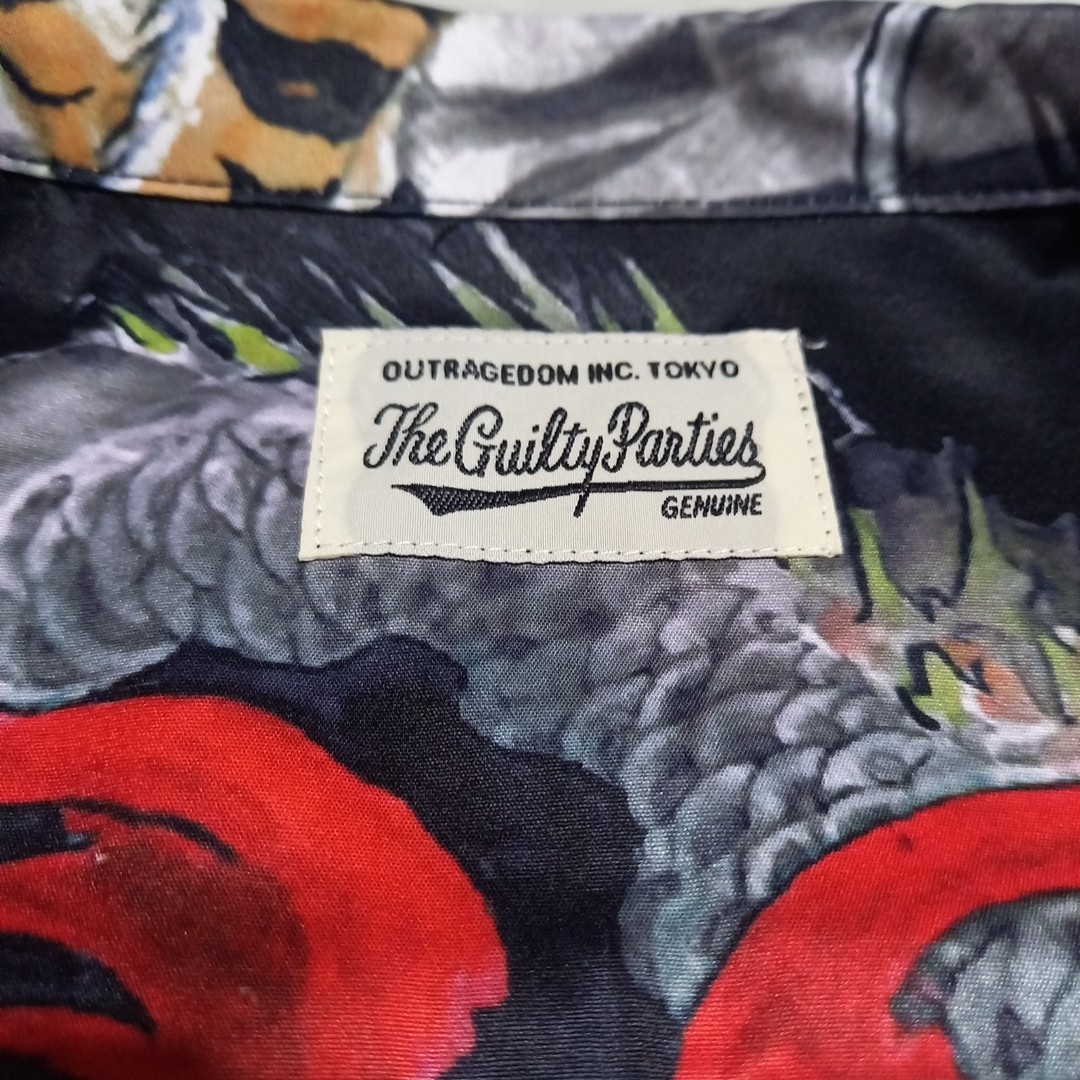 OUTRAGEDOM INC. TOKYO
The Guilty Parties
GENUINE